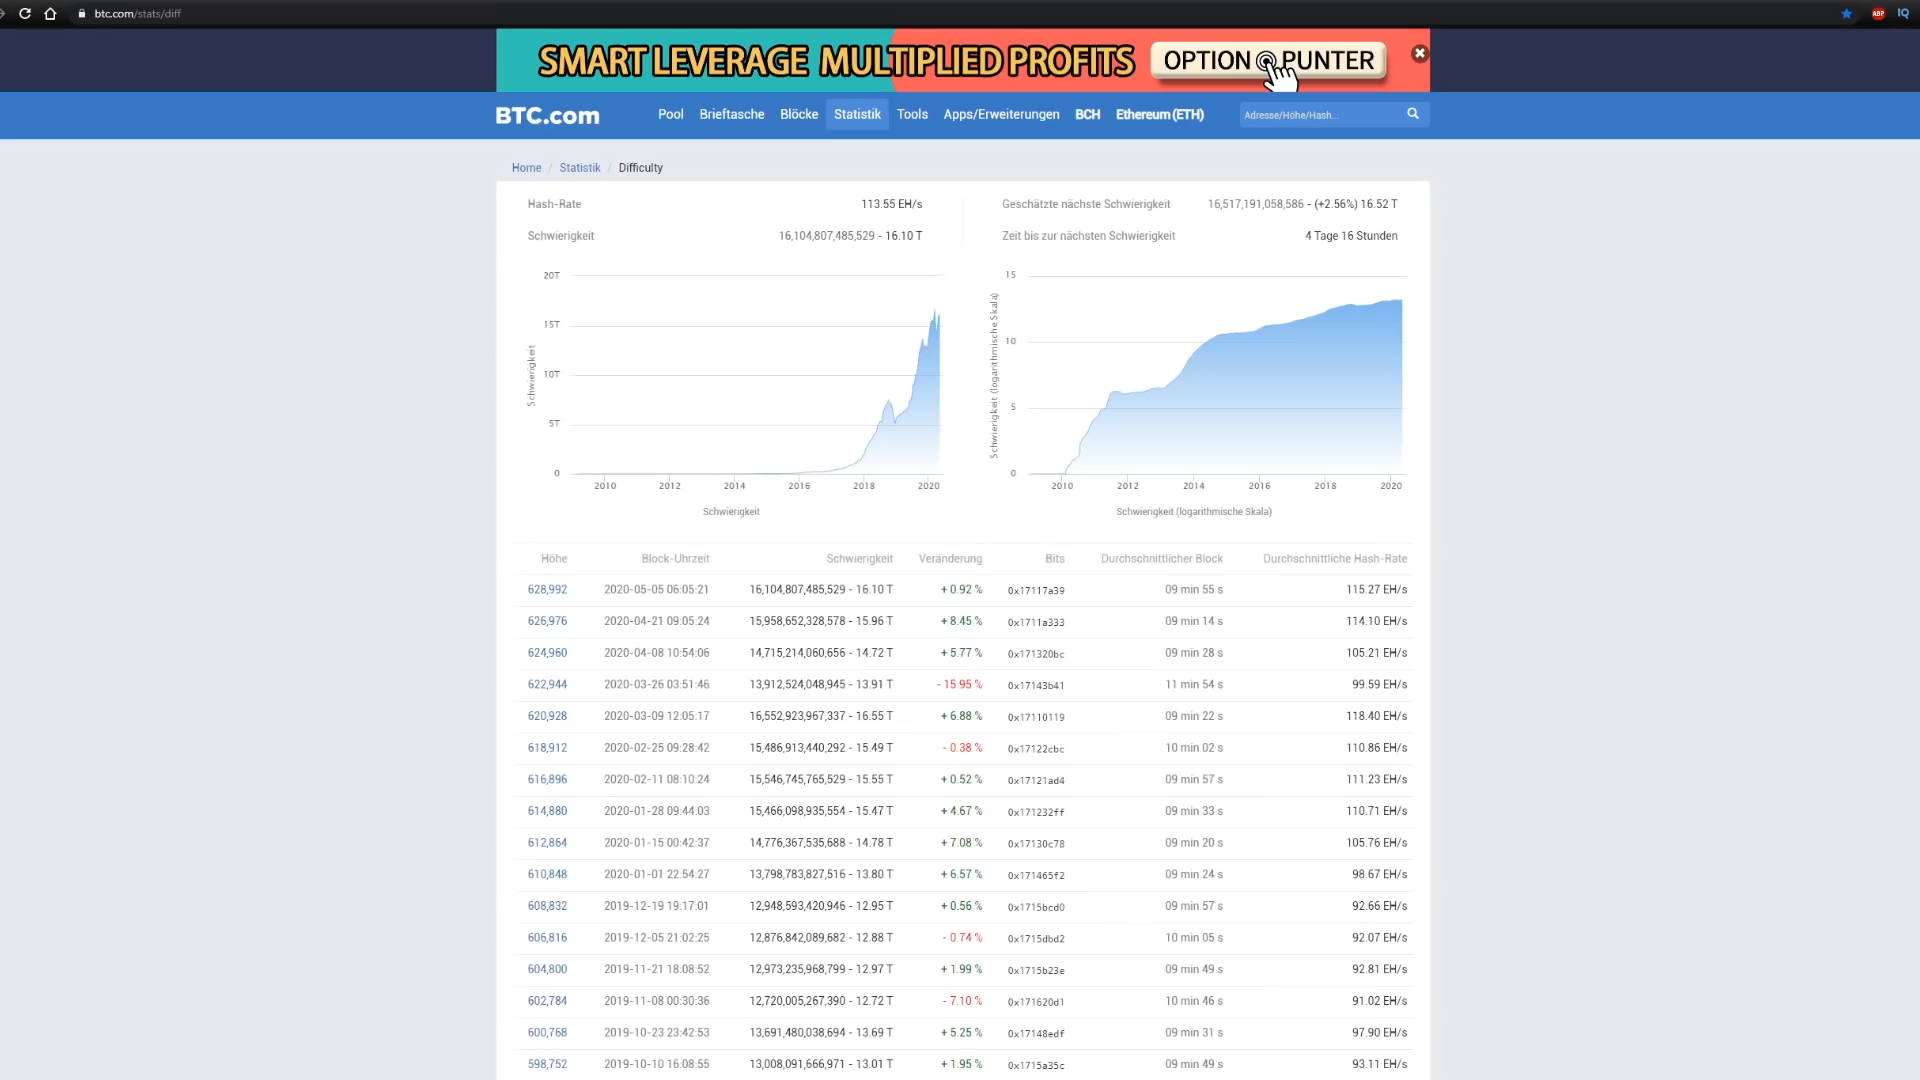 btc.com/stats/diff
ABP
IQ
SMART LEVERAGE MULTIPLIED PROFITS OPTION PUNTER
BTC.com Pool Brieftasche Blöcke Statistik Tools Apps/Erweiterungen BCH Ethereum(ETH) Adresse/Höhe/Hash...
Home / Statistik / Difficulty
Hash-Rate 113.55 EH/s Geschätzte nächste Schwierigkeit 16,517,191,058,586 - (+2.56%) 16.52 T
Schwierigkeit 16,104,807,485,529 - 16.10 T Zeit bis zur nächsten Schwierigkeit 4 Tage 16 Stunden
20T
15T
10T
5T
0
Schwierigkeit
2010 2012 2014 2016 2018 2020
Schwierigkeit
15
10
5
0
Schwierigkeit (logarithmische Skala)
2010 2012 2014 2016 2018 2020
Schwierigkeit (logarithmische Skala)
Höhe Block-Uhrzeit Schwierigkeit Veränderung Bits Durchschnittlicher Block Durchschnittliche Hash-Rate
628,992 2020-05-05 06:05:21 16,104,807,485,529 - 16.10 T + 0.92 % 0x17117a39 09 min 55 s 115.27 EH/s
626,976 2020-04-21 09:05:24 15,958,652,328,578 - 15.96 T + 8.45 % 0x1711a333 09 min 14 s 114.10 EH/s
624,960 2020-04-08 10:54:06 14,715,214,060,656 - 14.72 T + 5.77 % 0x171320bc 09 min 28 s 105.21 EH/s
622,944 2020-03-26 03:51:46 13,912,524,048,945 - 13.91 T - 15.95 % 0x17143b41 11 min 54 s 99.59 EH/s
620,928 2020-03-09 12:05:17 16,552,923,967,337 - 16.55 T + 6.88 % 0x17110119 09 min 22 s 118.40 EH/s
618,912 2020-02-25 09:28:42 15,486,913,440,292 - 15.49 T - 0.38 % 0x17122cbc 10 min 02 s 110.86 EH/s
616,896 2020-02-11 08:10:24 15,546,745,765,529 - 15.55 T + 0.52 % 0x17121ad4 09 min 57 s 111.23 EH/s
614,880 2020-01-28 09:44:03 15,466,098,935,554 - 15.47 T + 4.67 % 0x171232ff 09 min 33 s 110.71 EH/s
612,864 2020-01-15 00:42:37 14,776,367,535,688 - 14.78 T + 7.08 % 0x17130c78 09 min 20 s 105.76 EH/s
610,848 2020-01-01 22:54:27 13,798,783,827,516 - 13.80 T + 6.57 % 0x171465f2 09 min 24 s 98.67 EH/s
608,832 2019-12-19 19:17:01 12,948,593,420,946 - 12.95 T + 0.56 % 0x1715bcd0 09 min 57 s 92.66 EH/s
606,816 2019-12-05 21:02:25 12,876,842,089,682 - 12.88 T - 0.74 % 0x1715dbd2 10 min 05 s 92.07 EH/s
604,800 2019-11-21 18:08:52 12,973,235,968,799 - 12.97 T + 1.99 % 0x1715b23e 09 min 49 s 92.81 EH/s
602,784 2019-11-08 00:30:36 12,720,005,267,390 - 12.72 T - 7.10 % 0x171620d1 10 min 46 s 91.02 EH/s
600,768 2019-10-23 23:42:53 13,691,480,038,694 - 13.69 T + 5.25 % 0x17148edf 09 min 31 s 97.90 EH/s
598,752 2019-10-10 16:08:55 13,008,091,666,971 - 13.01 T + 1.95 % 0x1715a35c 09 min 49 s 93.11 EH/s